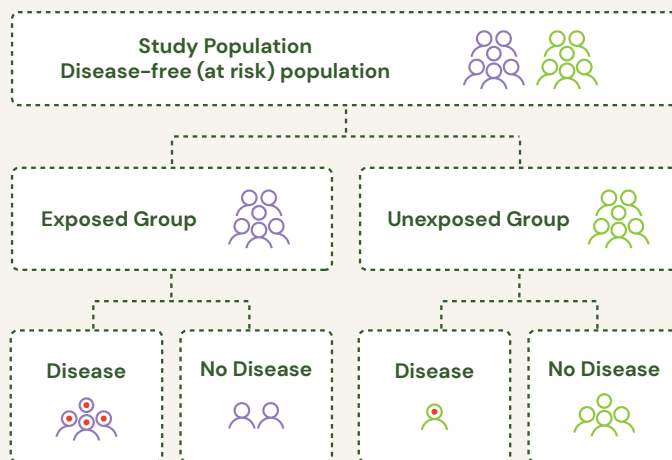 Study Population
Disease-free (at risk) population
Exposed Group
Unexposed Group
Disease
No Disease
Disease
No Disease